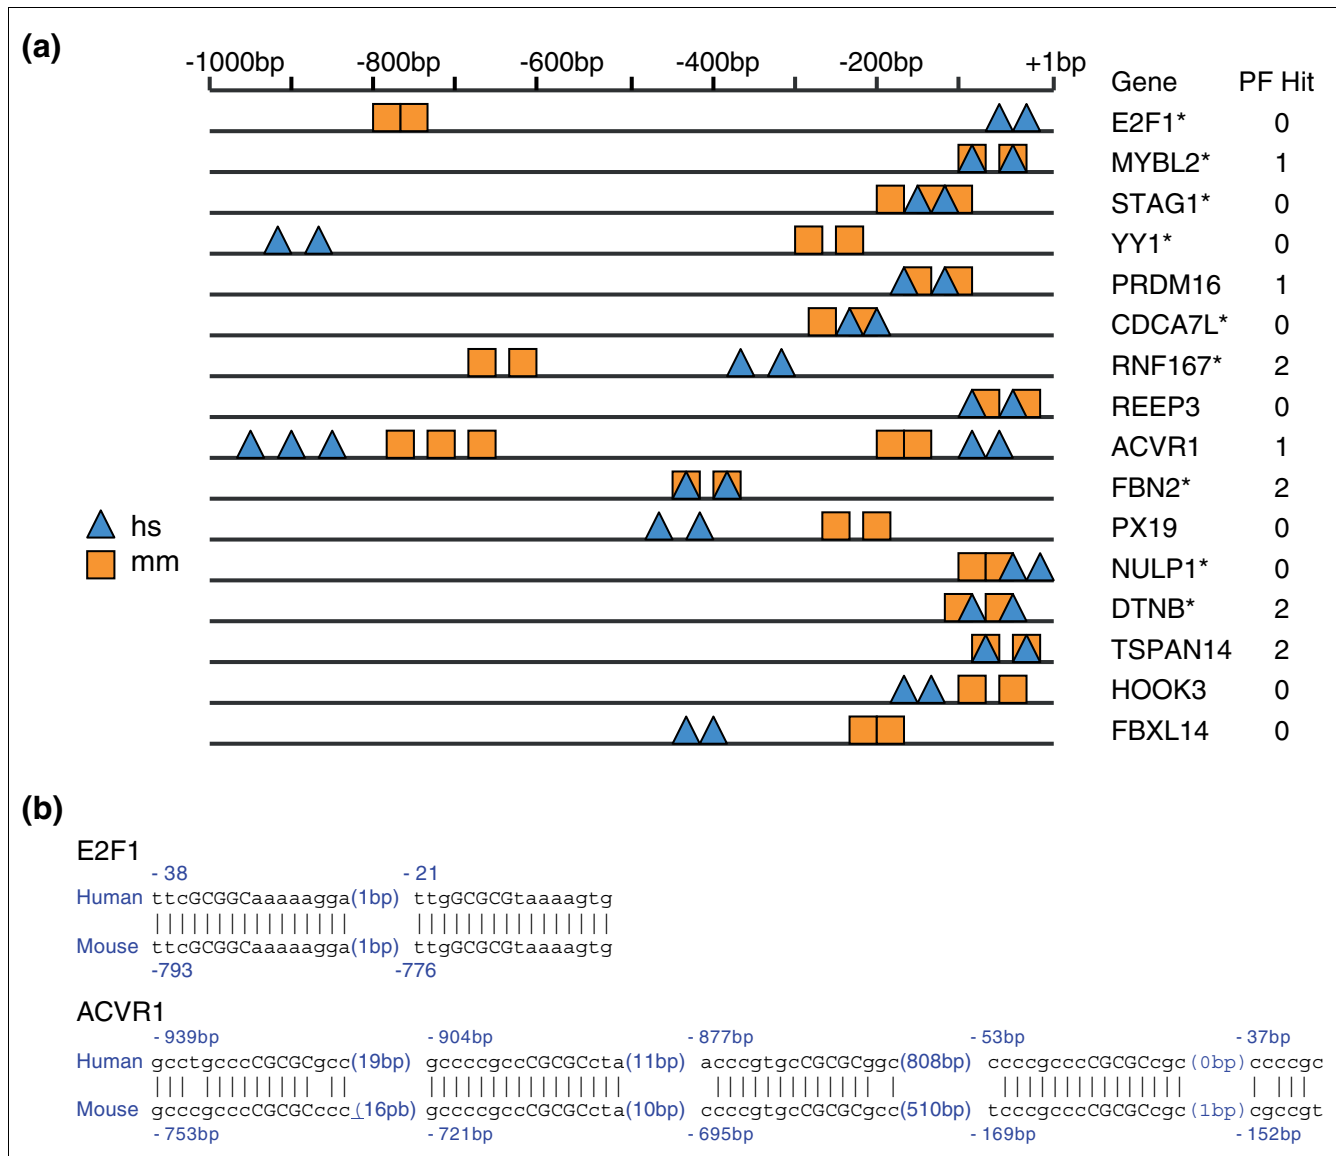 (a)
-1000bp -800bp -600bp -400bp -200bp +1bp
Gene PF Hit
E2F1* 0
MYBL2* 1
STAG1* 0
YY1* 0
PRDM16 1
CDCA7L* 0
RNF167* 2
REEP3 0
ACVR1 1
FBN2* 2
PX19 0
NULP1* 0
DTNB* 2
TSPAN14 2
HOOK3 0
FBXL14 0
hs
mm
(b)
E2F1
- 38 - 21
Human ttcGCGGCaaaaagga(1bp) ttgGCGCGtaaaagtg
Mouse ttcGCGGCaaaaagga(1bp) ttgGCGCGtaaaagtg
-793 -776
ACVR1
- 939bp - 904bp - 877bp - 53bp - 37bp
Human gcctgcccCGCGCgcc(19bp) gccccgccCGCGCcta(11bp) acccgtgcCGCGCggc(808bp) ccccgcccCGCGCcgc(0bp)ccccgc
Mouse gcccgcccCGCGCccc(16pb) gccccgccCGCGCcta(10bp) ccccgtgcCGCGCgcc(510bp) tcccgcccCGCGCcgc(1bp)cgccgt
- 753bp - 721bp - 695bp - 169bp - 152bp